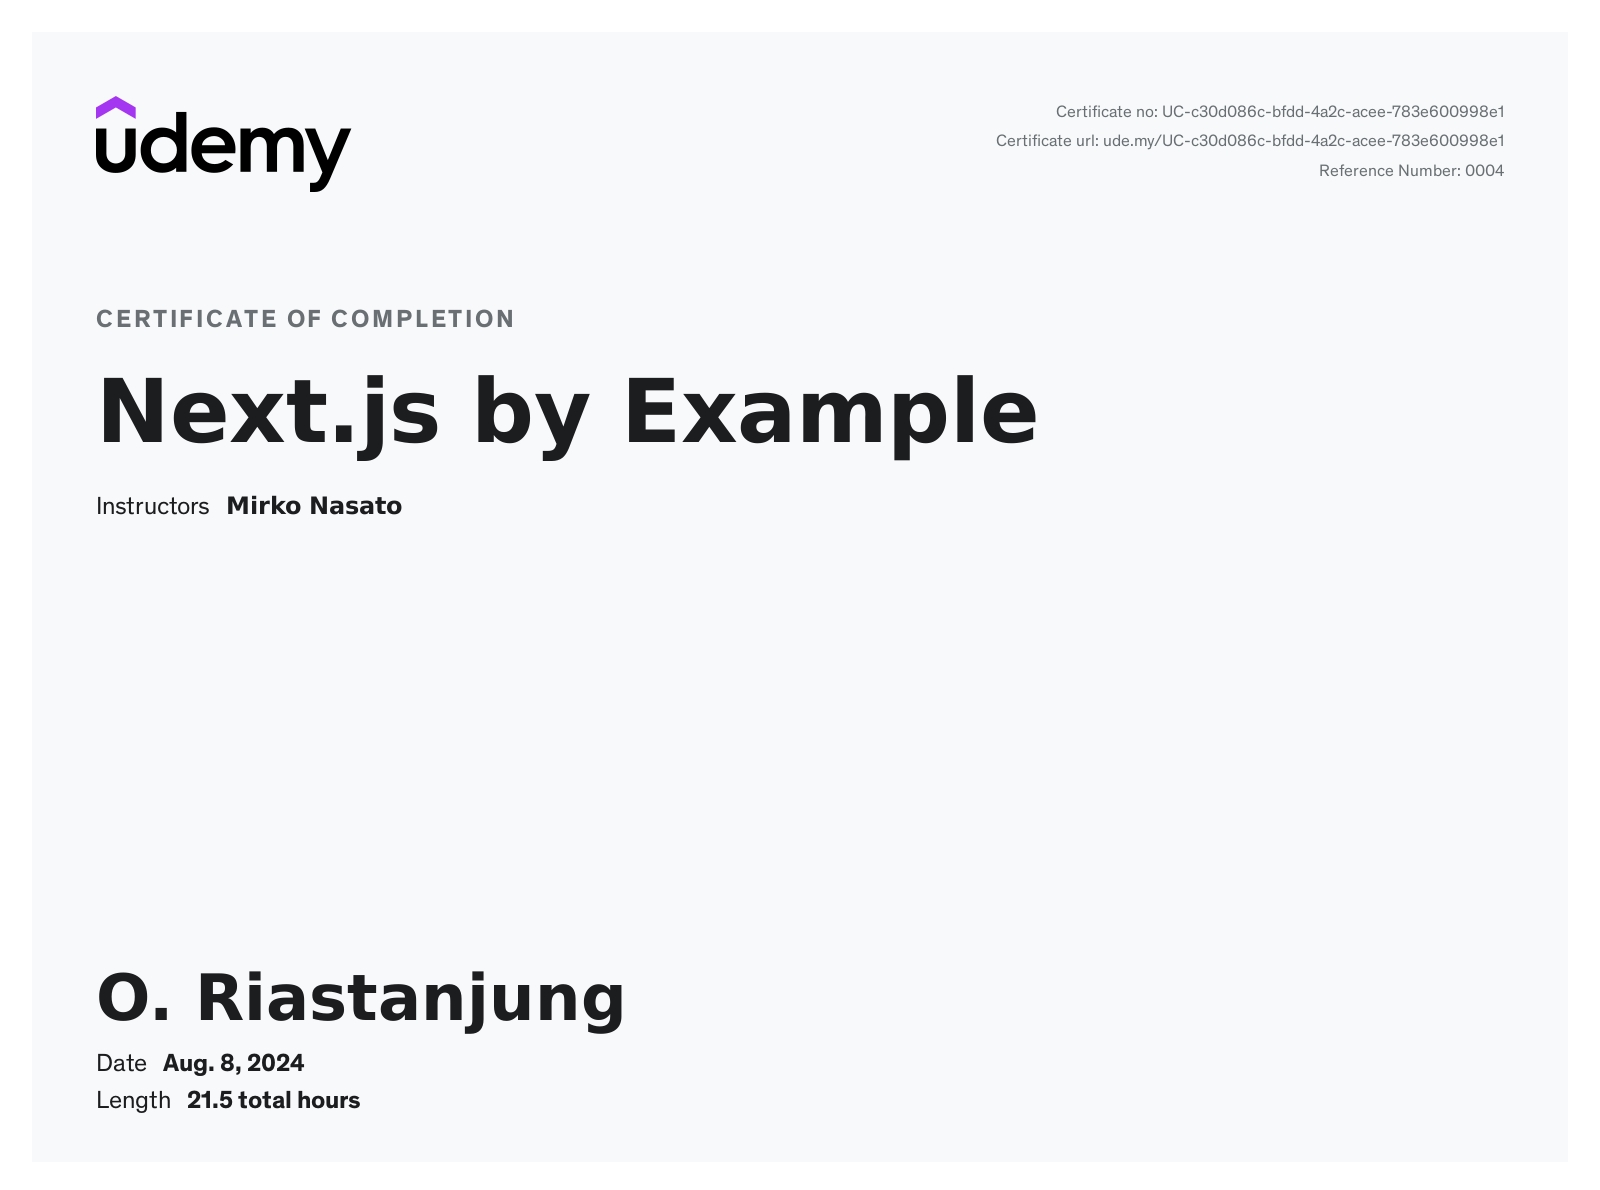 udemy
Certificate no: UC-c30d086c-bfdd-4a2c-acee-783e600998e1
Certificate url: ude.my/UC-c30d086c-bfdd-4a2c-acee-783e600998e1
Reference Number: 0004
CERTIFICATE OF COMPLETION
Next.js by Example
Instructors Mirko Nasato
O. Riastanjung
Date Aug. 8, 2024
Length 21.5 total hours